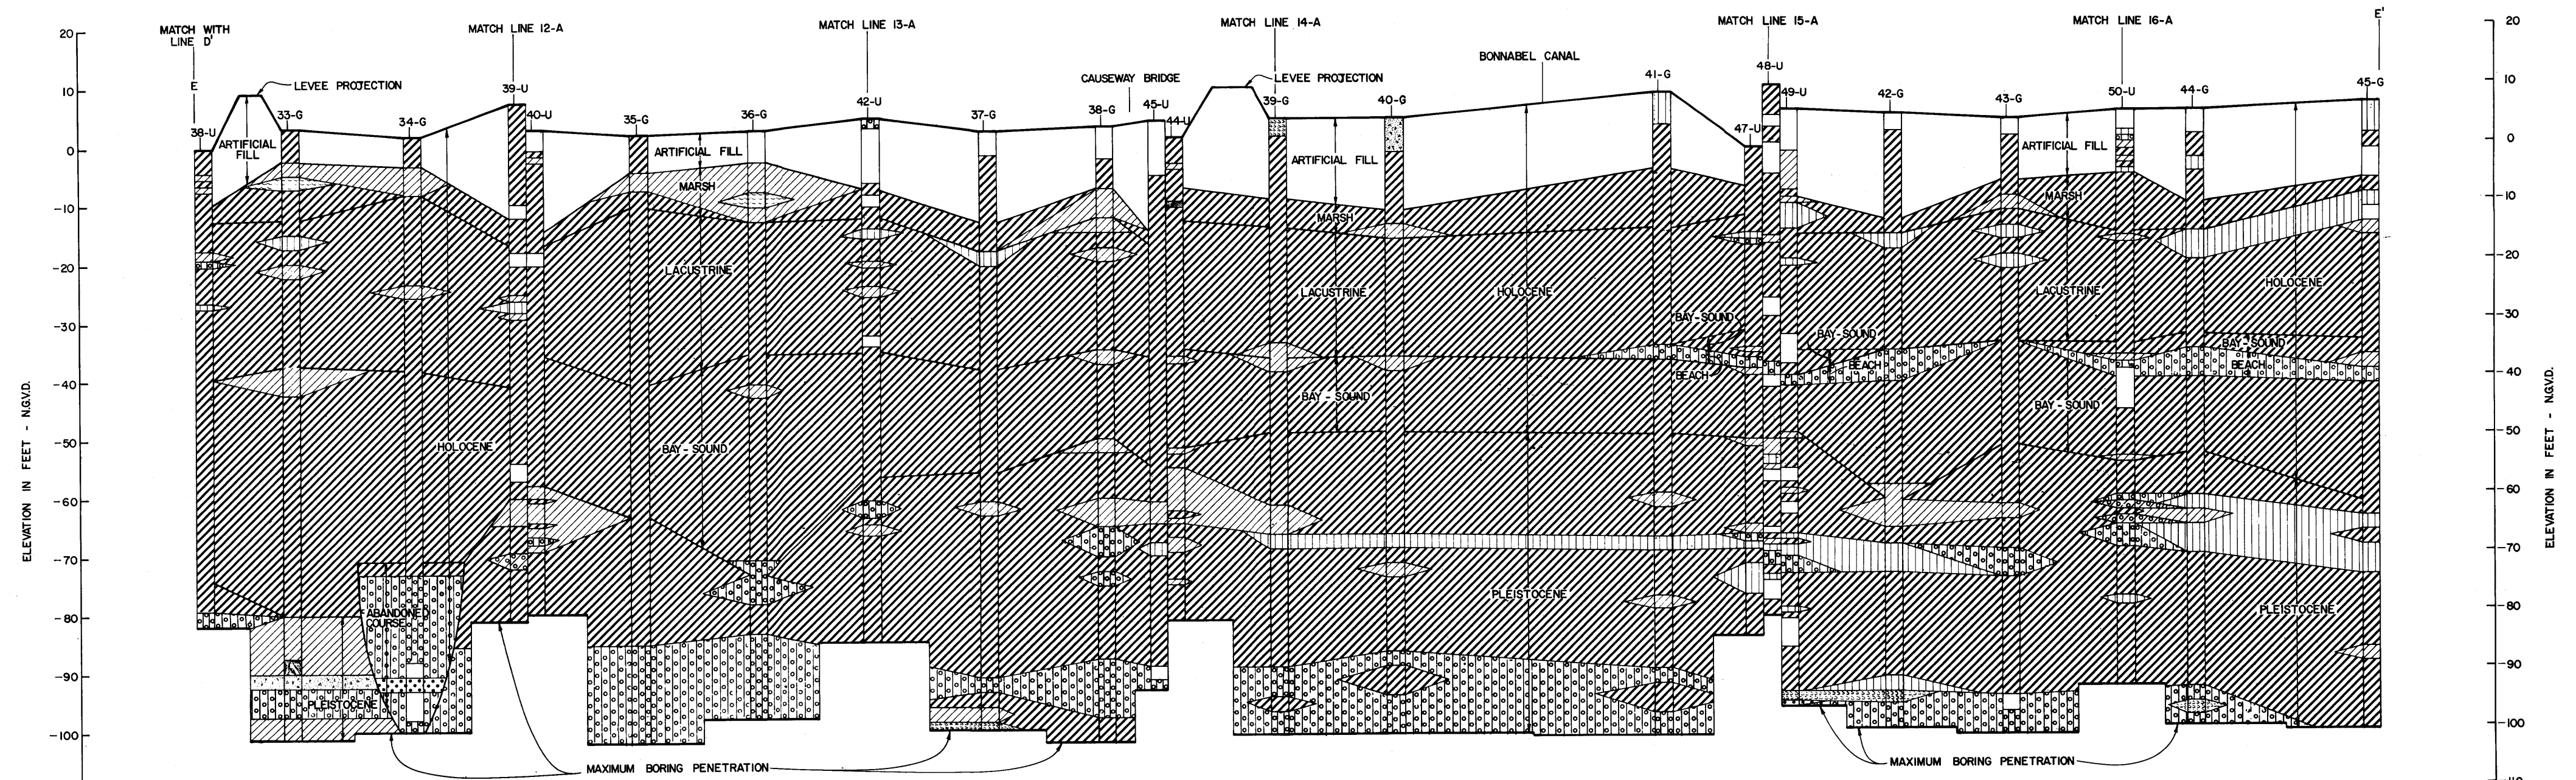 MATCH WITH
LINE D'
MATCH LINE 12-A
MATCH LINE 13-A
MATCH LINE 14-A
MATCH LINE 15-A
MATCH LINE 16-A
E'
E
LEVEE PROJECTION
CAUSEWAY BRIDGE
LEVEE PROJECTION
BONNABEL CANAL
38-U
33-G
34-G
39-U
40-U
35-G
36-G
42-U
37-G
38-G
45-U
44-U
39-G
40-G
41-G
47-U
48-U
49-U
42-G
43-G
50-U
44-G
45-G
20
10
0
-10
-20
-30
-40
-50
-60
-70
-80
-90
-100
ELEVATION IN FEET - N.G.V.D.
ARTIFICIAL
FILL
ARTIFICIAL FILL
ARTIFICIAL FILL
ARTIFICIAL FILL
MARSH
MARSH
MARSH
LACUSTRINE
LACUSTRINE
HOLOCENE
LACUSTRINE
HOLOCENE
BAY-SOUND
BAY-SOUND
BAY-SOUND
BEACH
BEACH
BEACH
HOLOCENE
BAY-SOUND
BAY-SOUND
BAY-SOUND
ABANDONED
COURSE
PLEISTOCENE
PLEISTOCENE
PLEISTOCENE
MAXIMUM BORING PENETRATION
MAXIMUM BORING PENETRATION
20
10
0
-10
-20
-30
-40
-50
-60
-70
-80
-90
-100
ELEVATION IN FEET - N.G.V.D.